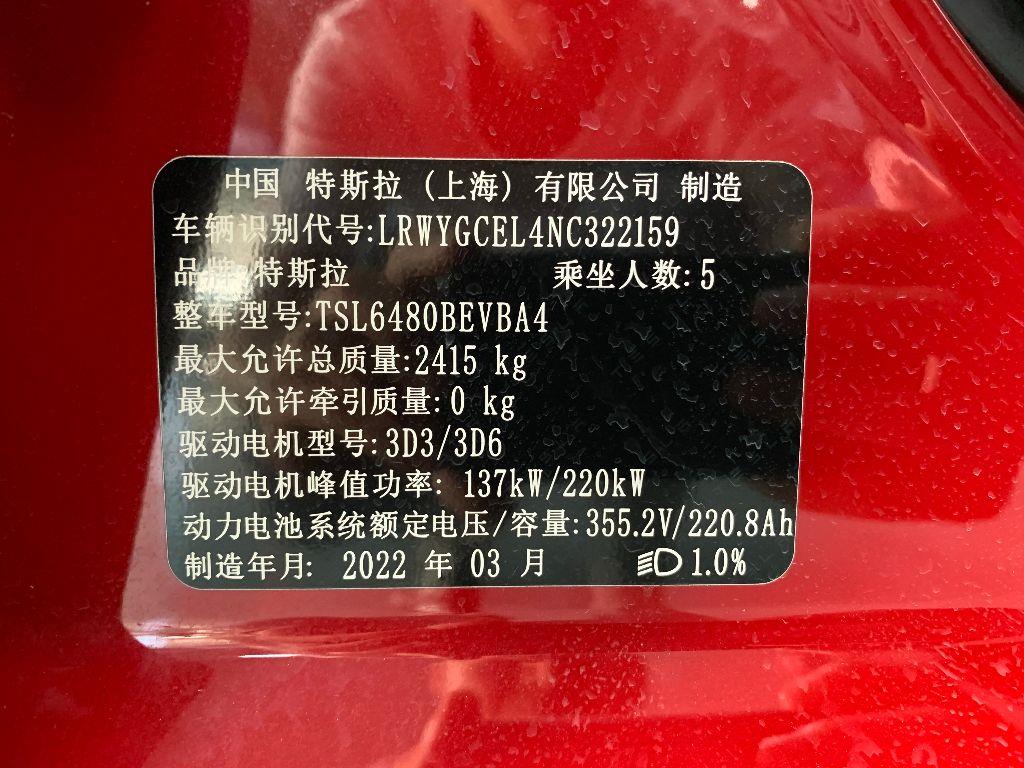 中国 特斯拉 (上海) 有限公司 制造
车辆识别代号:LRWYGCEL4NC322159
品牌:特斯拉 乘坐人数:5
整车型号:TSL6480BEVBA4
最大允许总质量:2415 kg
最大允许牵引质量:0 kg
驱动电机型号:3D3/3D6
驱动电机峰值功率: 137kW/220kW
动力电池系统额定电压/容量:355.2V/220.8Ah
制造年月: 2022 年 03 月 1.0%